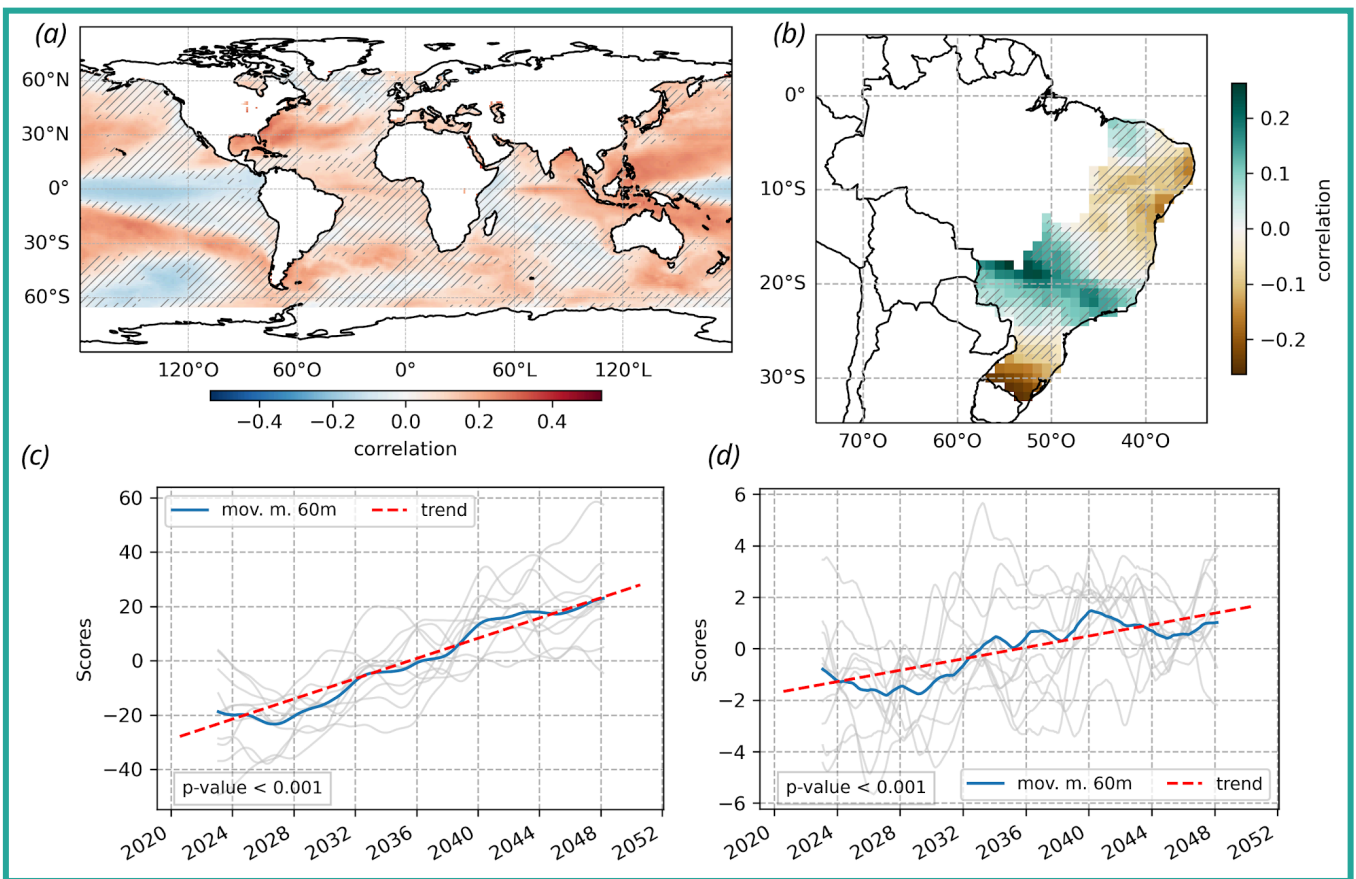 (a)
60°N
30°N
0°
30°S
60°S
120°O 60°O 0° 60°L 120°L
−0.4 −0.2 0.0 0.2 0.4
correlation
(b)
0°
10°S
20°S
30°S
70°O 60°O 50°O 40°O
0.2
0.1
0.0
−0.1
−0.2
correlation
(c)
60
40
20
0
−20
−40
Scores
mov. m. 60m trend
p-value < 0.001
2020 2024 2028 2032 2036 2040 2044 2048 2052
(d)
6
4
2
0
−2
−4
−6
Scores
p-value < 0.001
mov. m. 60m trend
2020 2024 2028 2032 2036 2040 2044 2048 2052